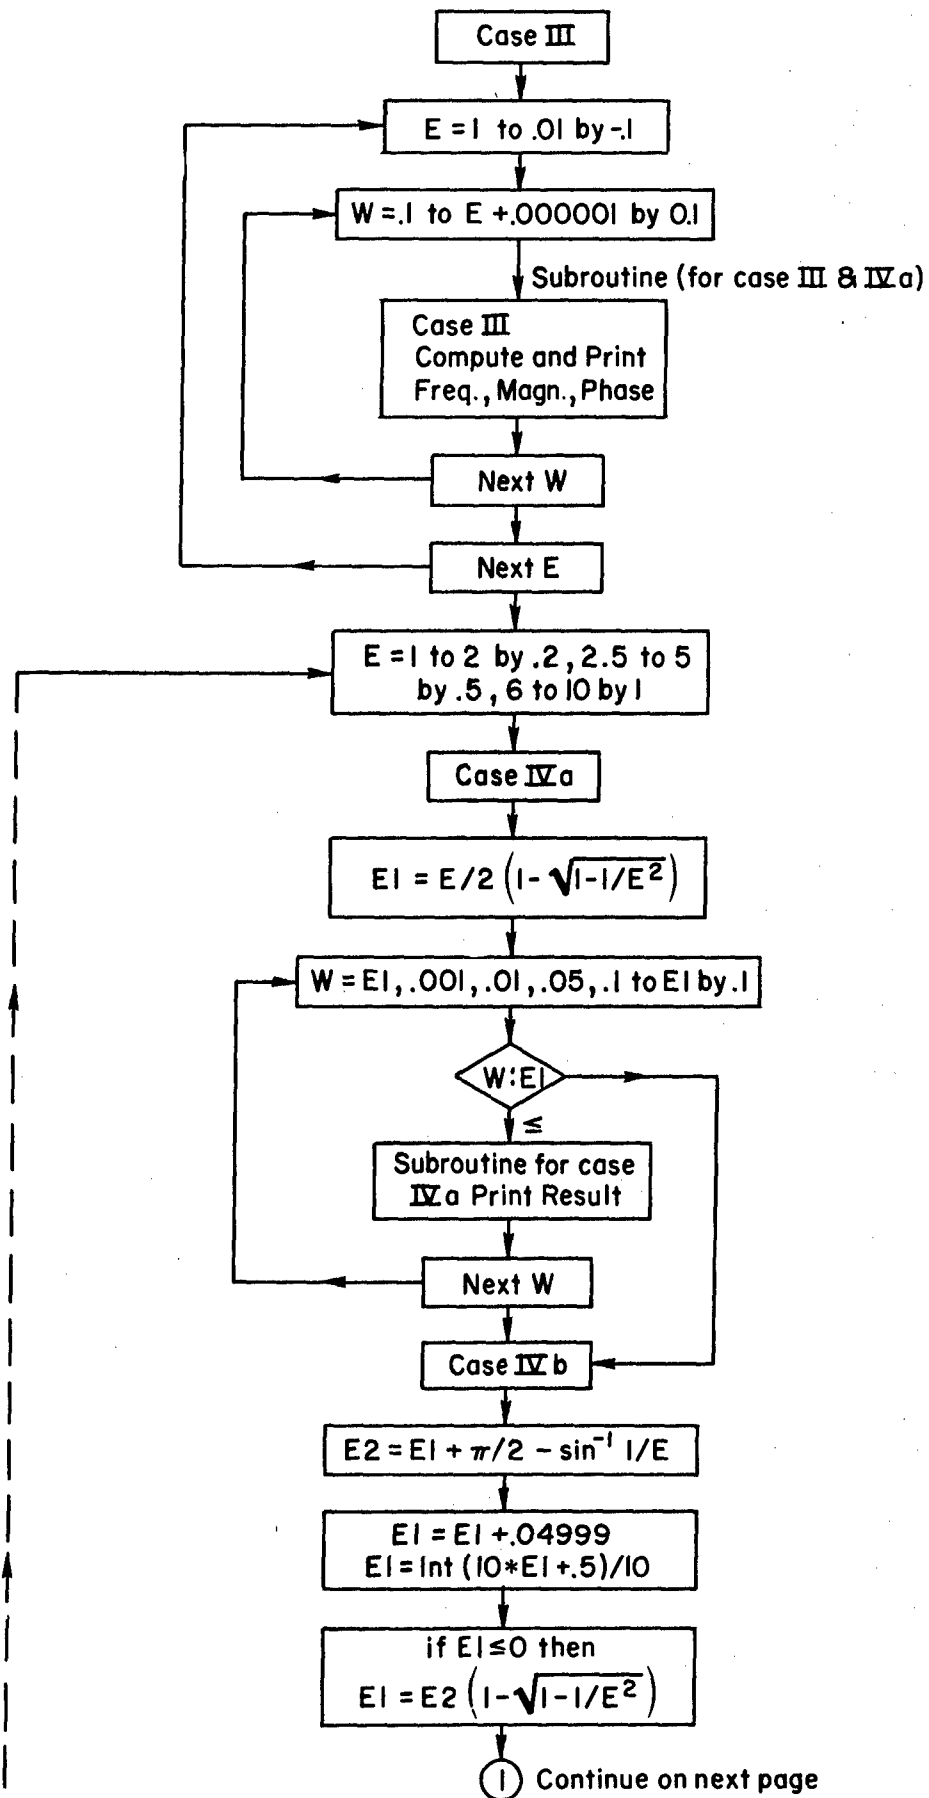 Case III
E = 1 to .01 by -.1
W = .1 to E + .000001 by 0.1
Subroutine (for case III & IVa)
Case III
Compute and Print
Freq., Magn., Phase
Next W
Next E
E = 1 to 2 by .2, 2.5 to 5
by .5, 6 to 10 by 1
Case IVa
E1 = E/2 (1 - √1-1/E²)
W = E1, .001, .01, .05, .1 to E1 by .1
W:E1
≤
Subroutine for case
IVa Print Result
Next W
Case IVb
E2 = E1 + π/2 - sin⁻¹ 1/E
E1 = E1 + .04999
E1 = Int (10*E1 + .5)/10
if E1 ≤ 0 then
E1 = E2 (1 - √1-1/E²)
1 Continue on next page